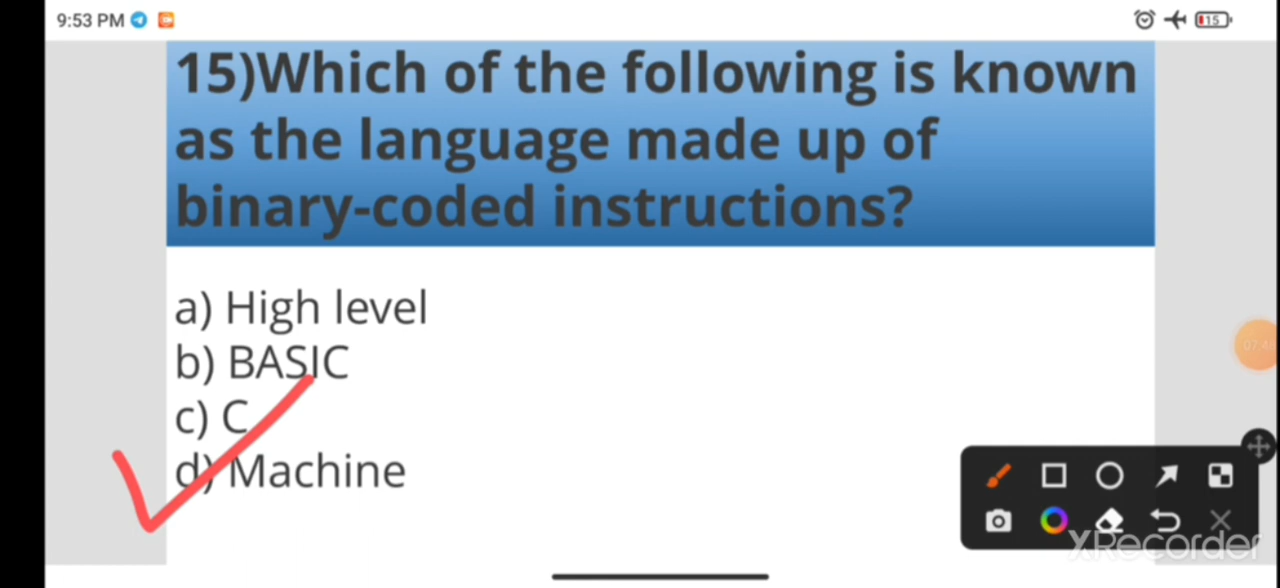 9:53 PM
15
15)Which of the following is known
as the language made up of
binary-coded instructions?
a) High level
b) BASIC
c) C
d) Machine
XRecorder